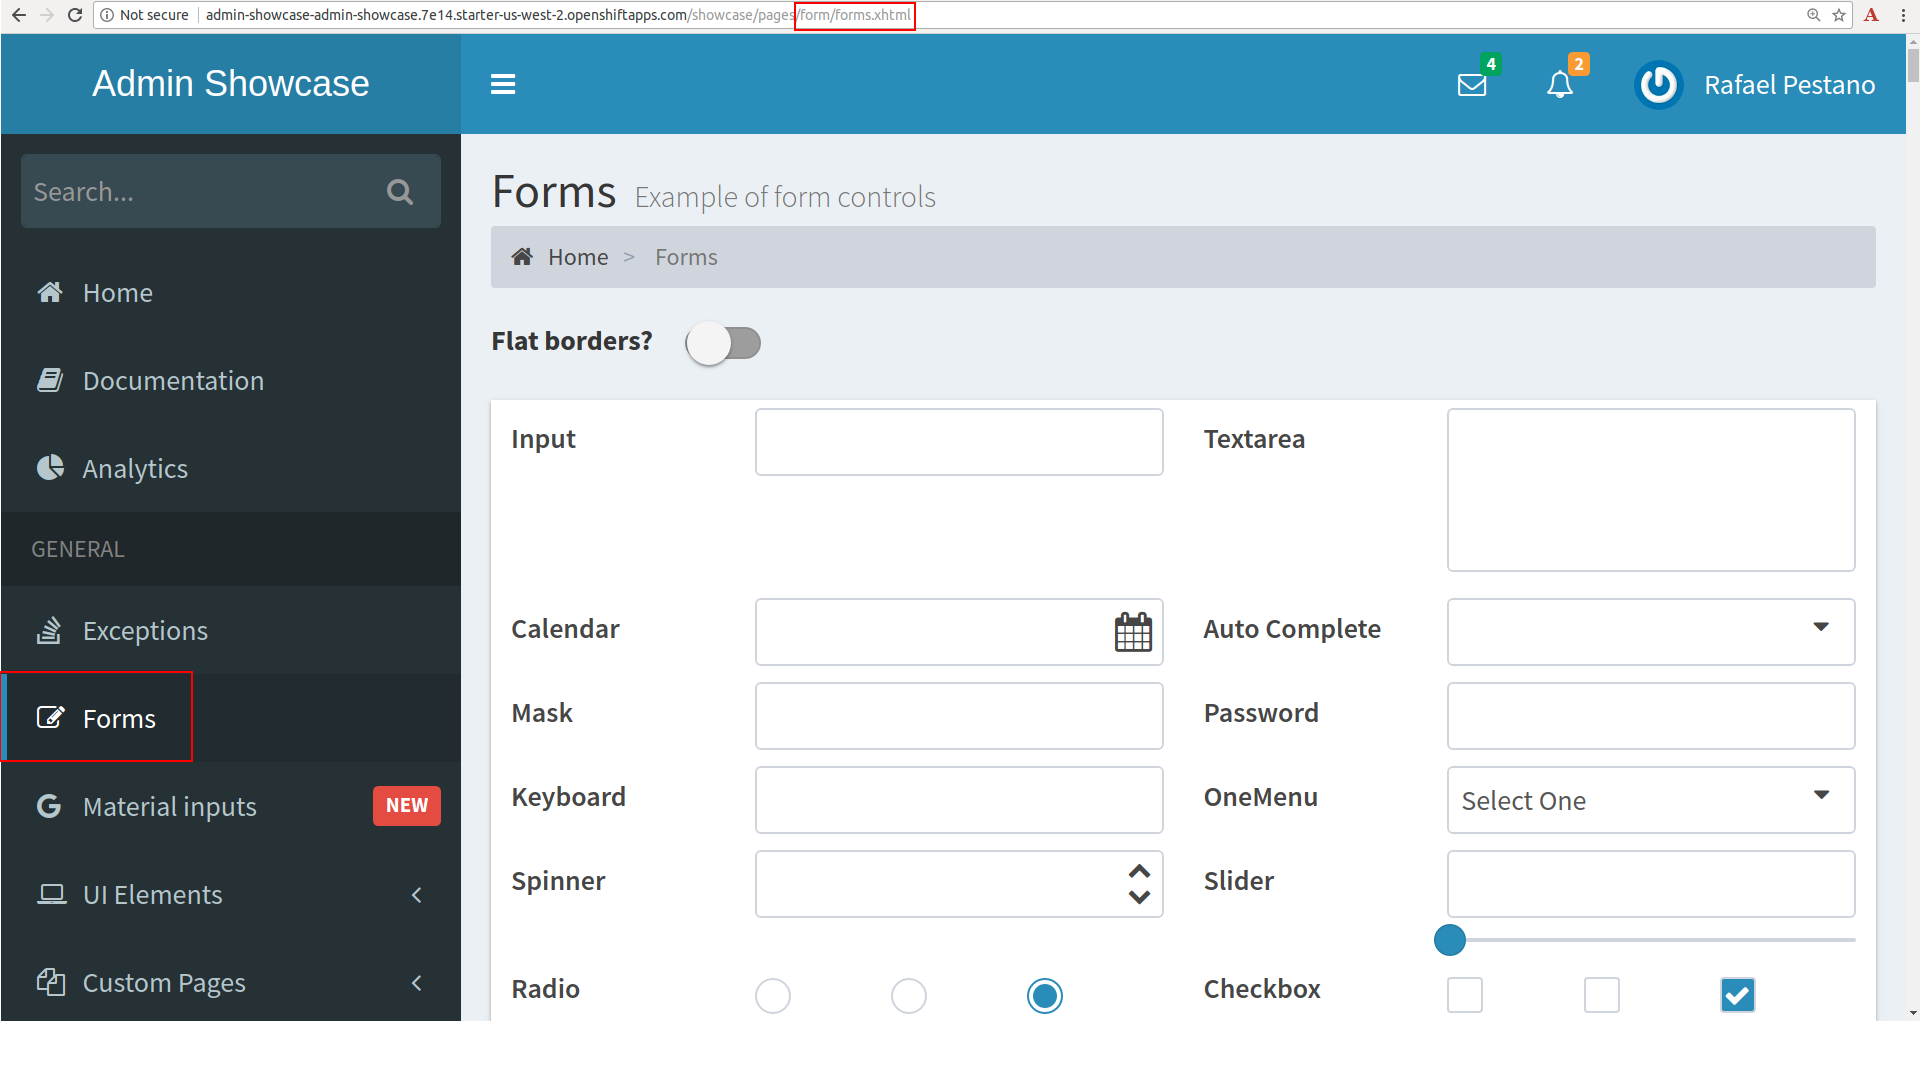 Not secure admin-showcase-admin-showcase.7e14.starter-us-west-2.openshiftapps.com/showcase/pages/form/forms.xhtml
Admin Showcase
4
2
Rafael Pestano
Search...
Home
Documentation
Analytics
GENERAL
Exceptions
Forms
Material inputs NEW
UI Elements
Custom Pages
Forms Example of form controls
Home > Forms
Flat borders?
Input
Textarea
Calendar
Auto Complete
Mask
Password
Keyboard
OneMenu Select One
Spinner
Slider
Radio
Checkbox